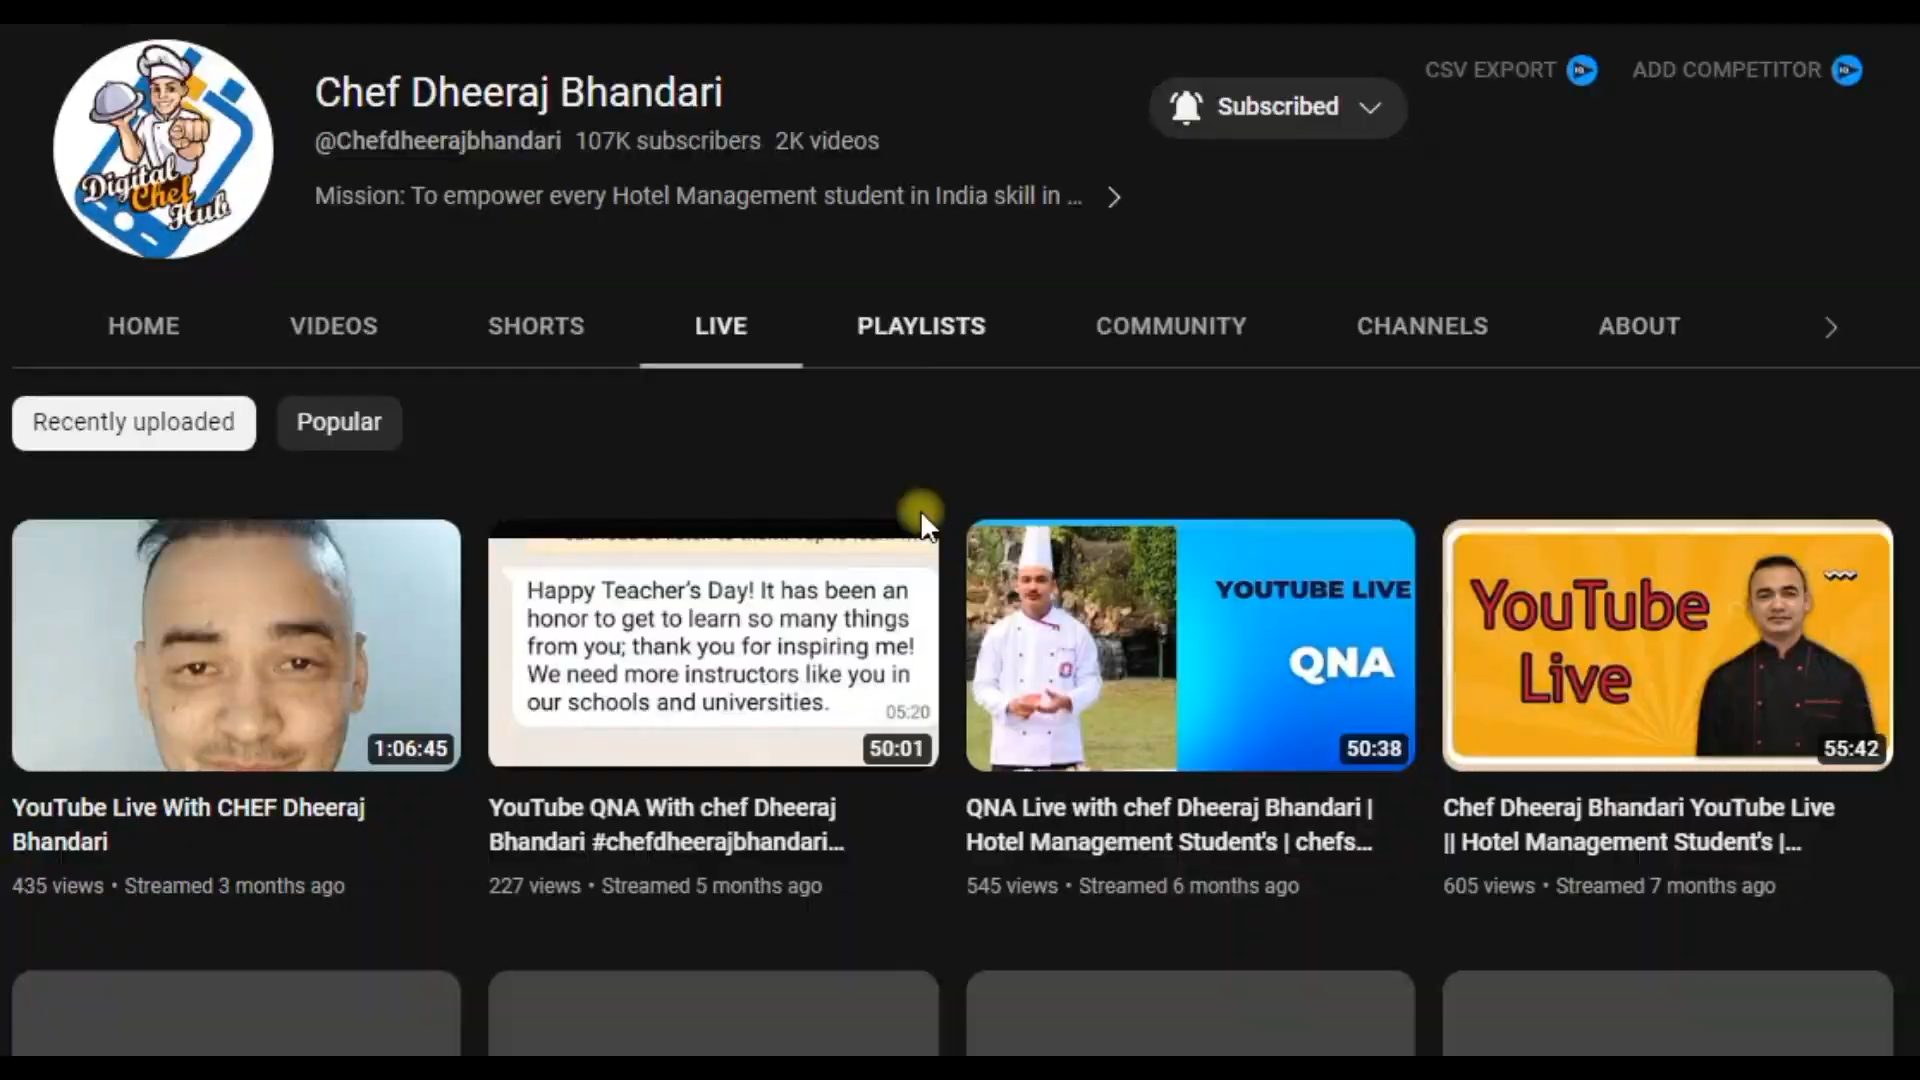 Digital
Chef
Hub
Chef Dheeraj Bhandari
@Chefdheerajbhandari 107K subscribers 2K videos
Mission: To empower every Hotel Management student in India skill in ...
Subscribed
CSV EXPORT
ADD COMPETITOR
HOME VIDEOS SHORTS LIVE PLAYLISTS COMMUNITY CHANNELS ABOUT
Recently uploaded Popular
1:06:45
Happy Teacher's Day! It has been an
honor to get to learn so many things
from you; thank you for inspiring me!
We need more instructors like you in
our schools and universities.
05:20
50:01
YOUTUBE LIVE
QNA
50:38
YouTube
Live
55:42
YouTube Live With CHEF Dheeraj
Bhandari
435 views • Streamed 3 months ago
YouTube QNA With chef Dheeraj
Bhandari #chefdheerajbhandari...
227 views • Streamed 5 months ago
QNA Live with chef Dheeraj Bhandari |
Hotel Management Student's | chefs...
545 views • Streamed 6 months ago
Chef Dheeraj Bhandari YouTube Live
|| Hotel Management Student's |...
605 views • Streamed 7 months ago